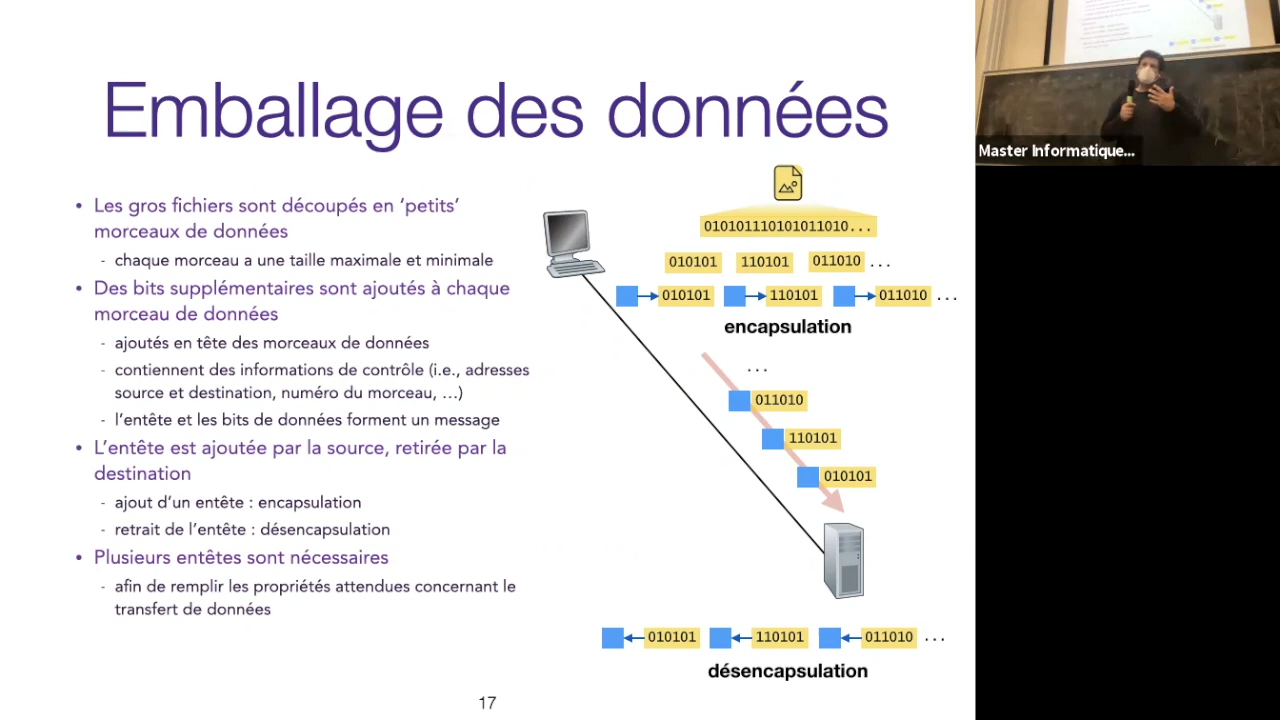 Emballage des données
• Les gros fichiers sont découpés en ‘petits’
morceaux de données
- chaque morceau a une taille maximale et minimale
• Des bits supplémentaires sont ajoutés à chaque
morceau de données
- ajoutés en tête des morceaux de données
- contiennent des informations de contrôle (i.e., adresses
source et destination, numéro du morceau, …)
- l’entête et les bits de données forment un message
• L’entête est ajoutée par la source, retirée par la
destination
- ajout d’un entête : encapsulation
- retrait de l’entête : désencapsulation
• Plusieurs entêtes sont nécessaires
- afin de remplir les propriétés attendues concernant le
transfert de données
010101110101011010...
010101 110101 011010 ...
010101 110101 011010 ...
encapsulation
...
011010
110101
010101
010101 110101 011010 ...
désencapsulation
17
Master Informatique...